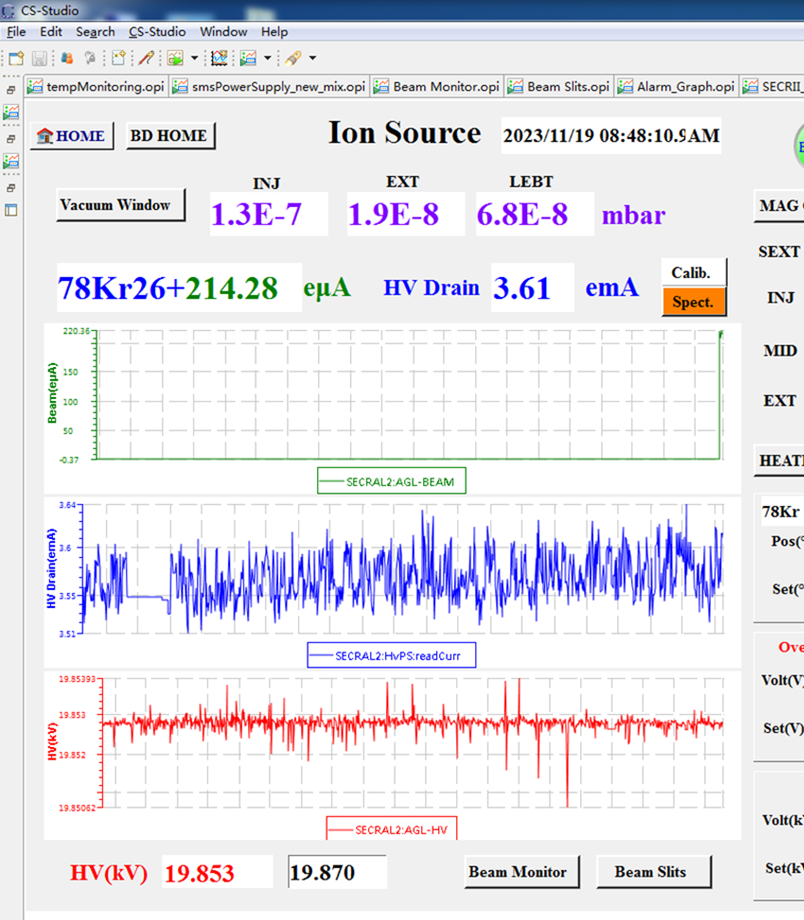 CS-Studio
File Edit Search CS-Studio Window Help
tempMonitoring.opi smsPowerSupply_new_mix.opi Beam Monitor.opi Beam Slits.opi Alarm_Graph.opi SECRII_
HOME BD HOME Ion Source 2023/11/19 08:48:10.9AM
INJ EXT LEBT
Vacuum Window 1.3E-7 1.9E-8 6.8E-8 mbar
MAG
SEXT
78Kr26+214.28 eμA HV Drain 3.61 emA Calib.
Spect.
INJ
MID
EXT
220.36
150
100
50
-0.37
Beam(eμA)
SECRAL2:AGL-BEAM
HEAT
3.64
3.6
3.55
3.51
HV Drain(emA)
SECRAL2:HvPS:readCurr
78Kr
Pos(°
Set(°
19.85393
19.853
19.852
19.85062
HV(kV)
SECRAL2:AGL-HV
Ove
Volt(V)
Set(V)
Volt(kV
Set(kV
HV(kV) 19.853 19.870 Beam Monitor Beam Slits